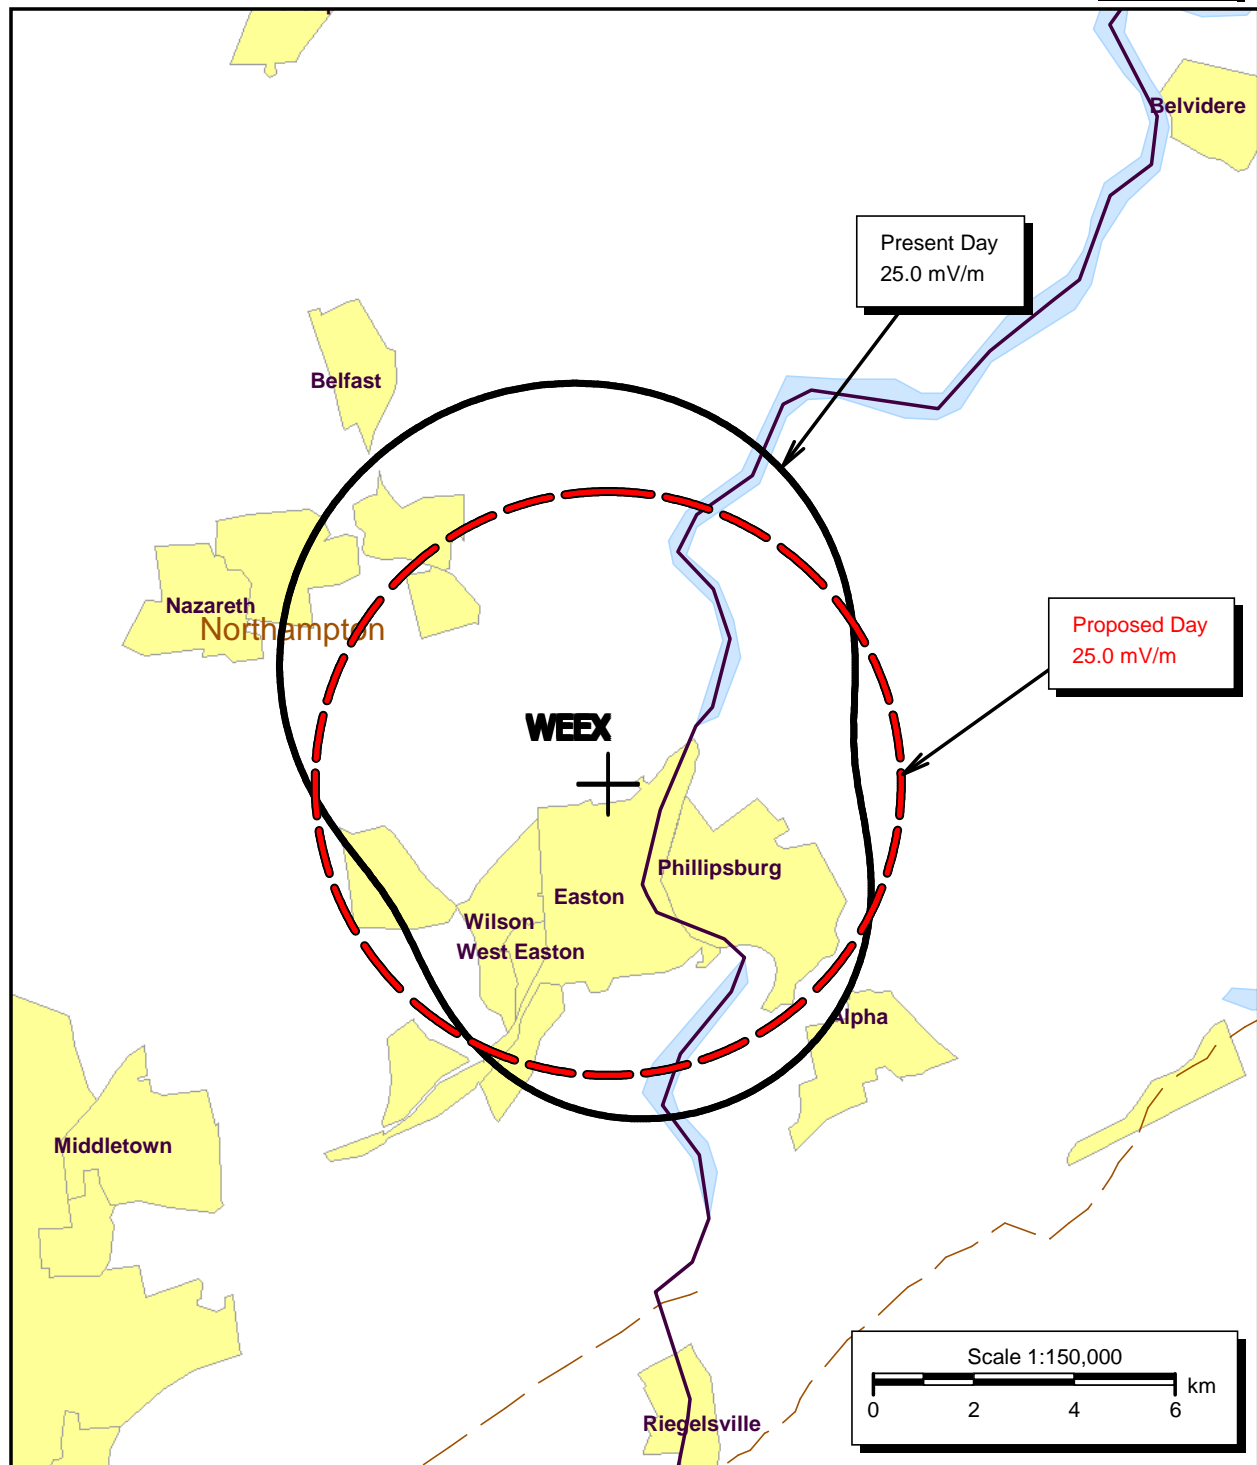 Belvidere
Present Day
25.0 mV/m
Belfast
Nazareth
Northampton
Proposed Day
25.0 mV/m
WEEX
Phillipsburg
Easton
Wilson
West Easton
Alpha
Middletown
Scale 1:150,000
km
0 2 4 6
Riegelsville